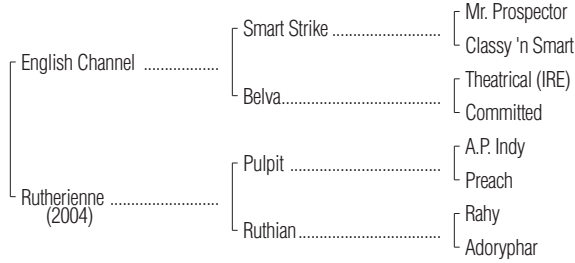 Mr. Prospector
Smart Strike ..........................
Classy 'n Smart
English Channel ..................
Theatrical (IRE)
Belva.......................................
Committed
A.P. Indy
Pulpit .....................................
Preach
Rutherienne ..........................
(2004)
Rahy
Ruthian...................................
Adoryphar